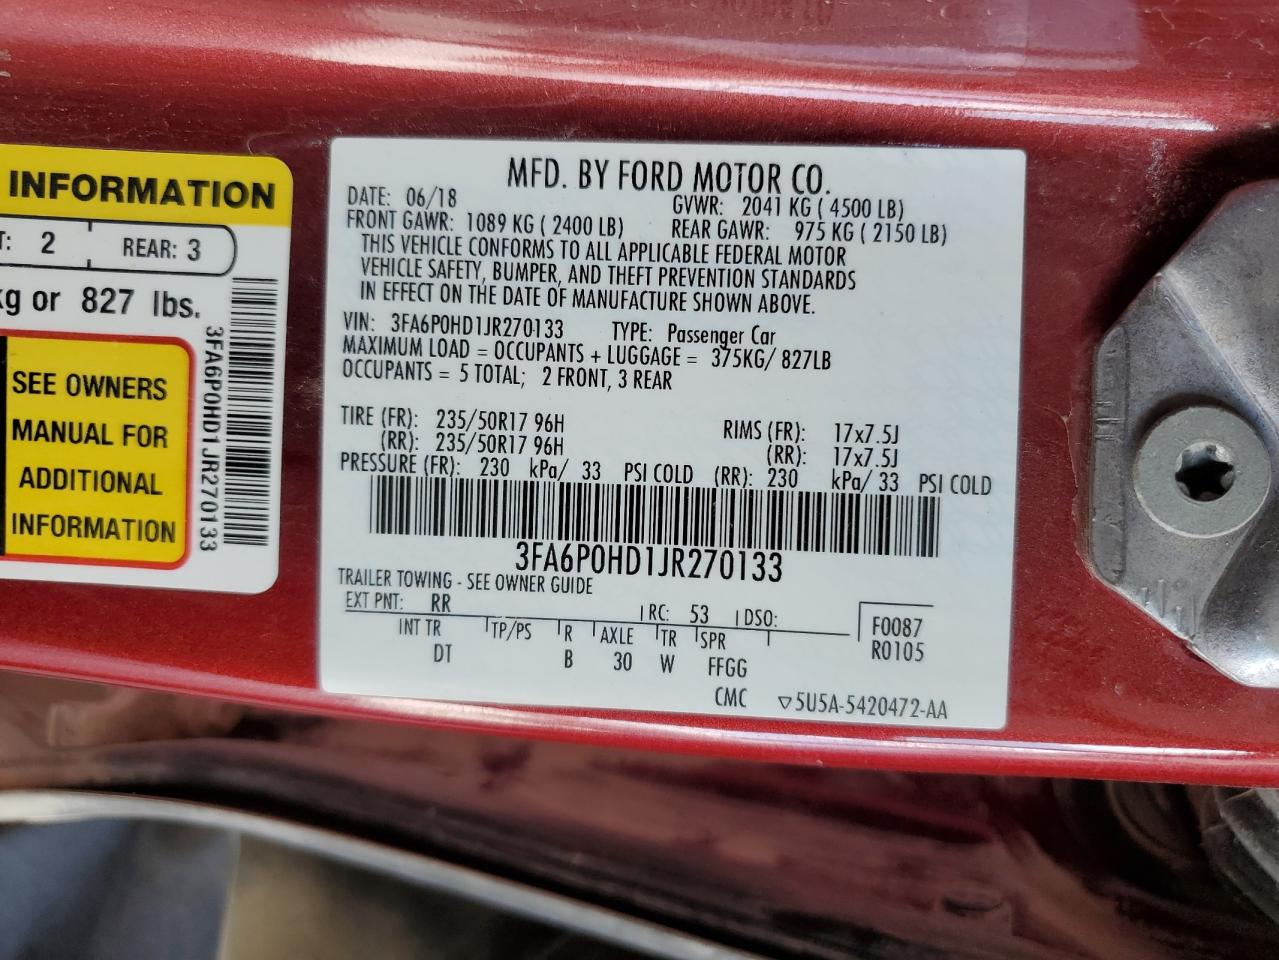 INFORMATION
T: 2 REAR: 3
kg or 827 lbs.
SEE OWNERS
MANUAL FOR
ADDITIONAL
INFORMATION
3FA6P0HD1JR270133
MFD. BY FORD MOTOR CO.
DATE: 06/18 GVWR: 2041 KG ( 4500 LB)
FRONT GAWR: 1089 KG ( 2400 LB) REAR GAWR: 975 KG ( 2150 LB)
THIS VEHICLE CONFORMS TO ALL APPLICABLE FEDERAL MOTOR
VEHICLE SAFETY, BUMPER, AND THEFT PREVENTION STANDARDS
IN EFFECT ON THE DATE OF MANUFACTURE SHOWN ABOVE.
VIN: 3FA6P0HD1JR270133 TYPE: Passenger Car
MAXIMUM LOAD = OCCUPANTS + LUGGAGE = 375KG/ 827LB
OCCUPANTS = 5 TOTAL; 2 FRONT, 3 REAR
TIRE (FR): 235/50R17 96H RIMS (FR): 17x7.5J
(RR): 235/50R17 96H (RR): 17x7.5J
PRESSURE (FR): 230 kPa/ 33 PSI COLD (RR): 230 kPa/ 33 PSI COLD
3FA6P0HD1JR270133
TRAILER TOWING - SEE OWNER GUIDE
EXT PNT: RR RC: 53 DSO: F0087
INT TR TP/PS R AXLE TR SPR R0105
DT B 30 W FFGG
CMC ▽5U5A-5420472-AA